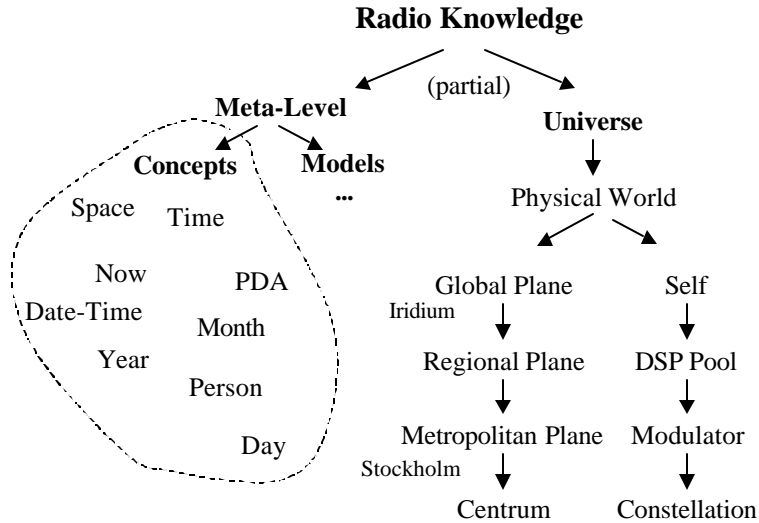 Radio Knowledge
(partial)
Meta-Level
Universe
Concepts
Models
...
Physical World
Space
Time
Now
PDA
Global Plane
Self
Date-Time
Month
Iridium
Year
Regional Plane
DSP Pool
Person
Metropolitan Plane
Modulator
Day
Stockholm
Centrum
Constellation